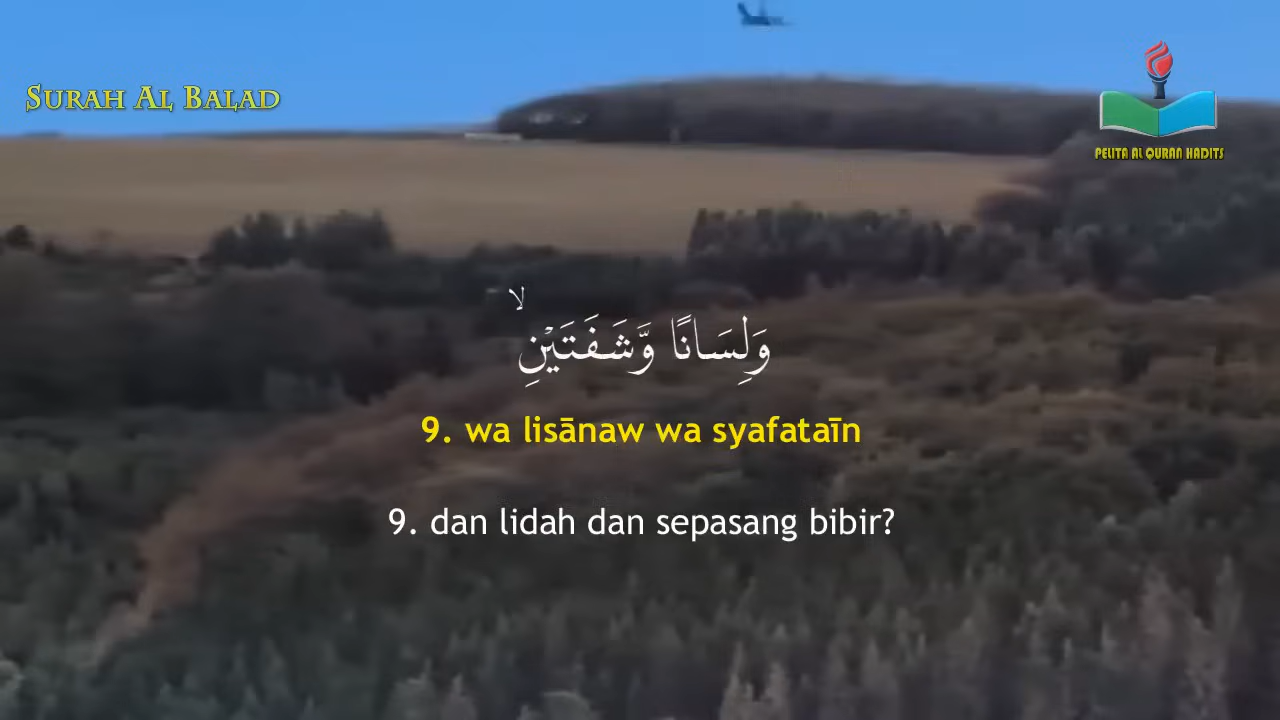 SURAH AL BALAD
PELITA AL QURAN HADITS
وَلِسَانًا وَّشَفَتَيْنِۙ
9. wa lisānaw wa syafataīn
9. dan lidah dan sepasang bibir?